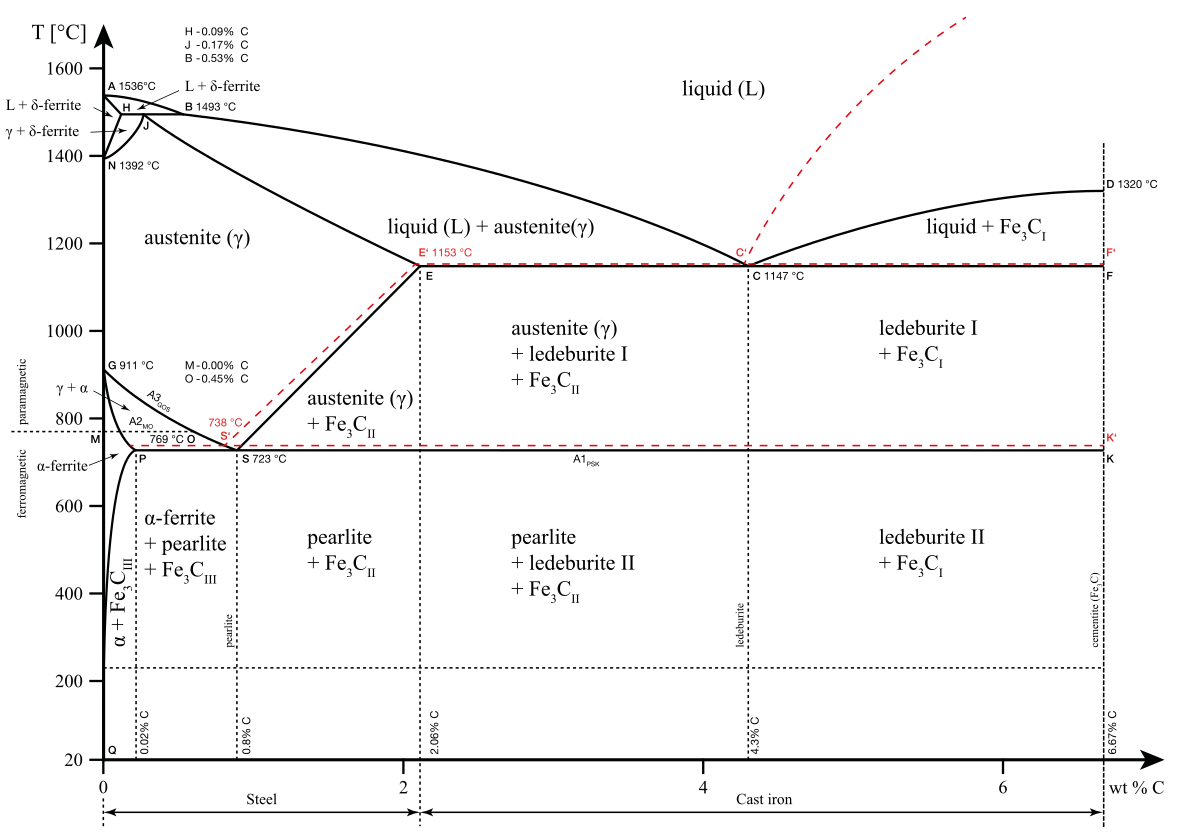 T [°C]
H - 0.09% C
J - 0.17% C
B - 0.53% C
1600
A 1536°C
L + δ-ferrite
L + δ-ferrite
H
B 1493 °C
J
γ + δ-ferrite
1400
N 1392 °C
liquid (L)
D 1320 °C
austenite (γ)
liquid (L) + austenite(γ)
liquid + Fe3CI
1200
E' 1153 °C
C'
F'
E
C 1147 °C
F
1000
austenite (γ)
+ ledeburite I
+ Fe3CII
ledeburite I
+ Fe3CI
paramagnetic
G 911 °C
M - 0.00% C
O - 0.45% C
γ + α
A3GOS
austenite (γ)
+ Fe3CII
800
A2MO
738 °C
S'
M
769 °C O
K'
ferromagnetic
α-ferrite
P
S 723 °C
A1PSK
K
600
α-ferrite
+ pearlite
+ Fe3CIII
pearlite
+ Fe3CII
pearlite
+ ledeburite II
+ Fe3CII
ledeburite II
+ Fe3CI
400
α + Fe3CIII
pearlite
ledeburite
cementite (Fe3C)
200
Q
0.02% C
0.8% C
2.06% C
4.3% C
6.67% C
20
0
2
4
6
wt % C
Steel
Cast iron